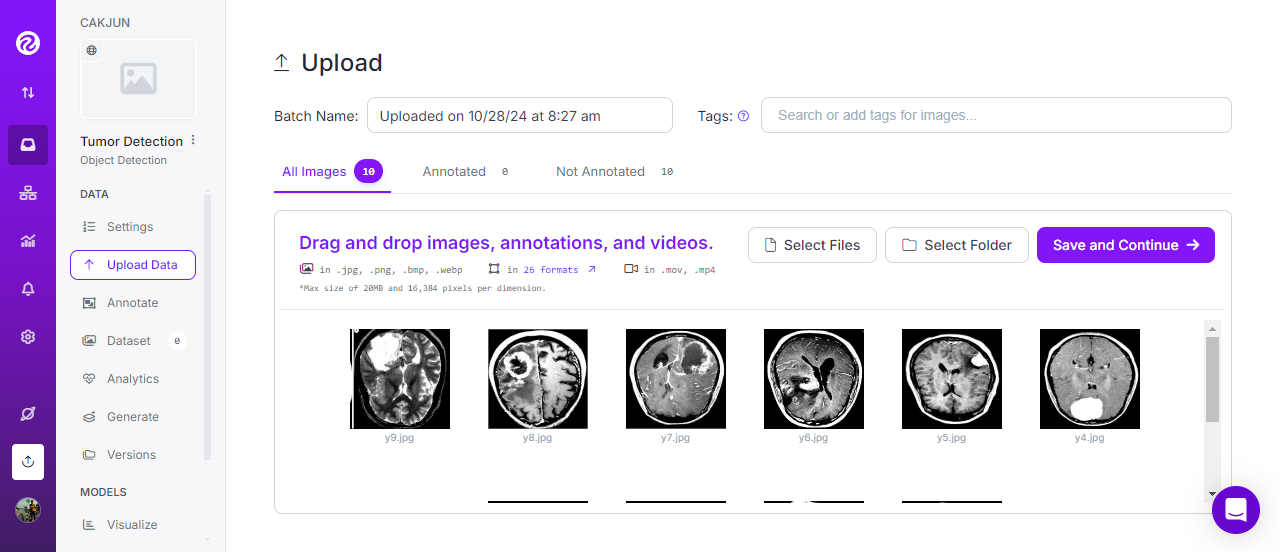 CAKJUN
Tumor Detection
Object Detection
DATA
Settings
Upload Data
Annotate
Dataset 0
Analytics
Generate
Versions
MODELS
Visualize
Upload
Batch Name: Uploaded on 10/28/24 at 8:27 am Tags: ? Search or add tags for images...
All Images 10 Annotated 0 Not Annotated 10
Drag and drop images, annotations, and videos.
Select Files Select Folder Save and Continue →
in .jpg, .png, .bmp, .webp in 26 formats in .mov, .mp4
*Max size of 20MB and 16,384 pixels per dimension.
y9.jpg y8.jpg y7.jpg y6.jpg y5.jpg y4.jpg